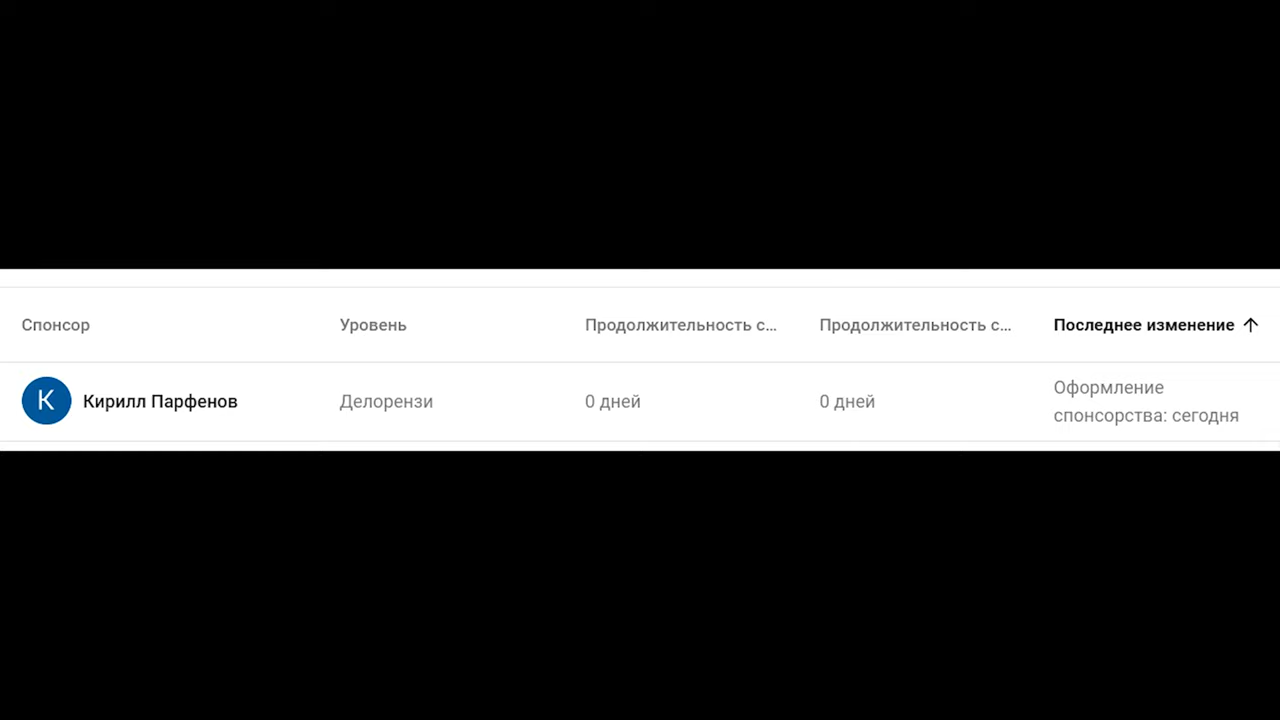 Спонсор Уровень Продолжительность с... Продолжительность с... Последнее изменение
К Кирилл Парфенов Делорензи 0 дней 0 дней Оформление
спонсорства: сегодня